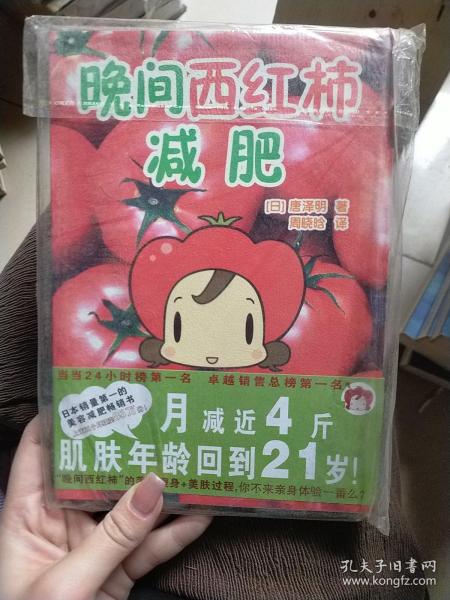 晚间西红柿
减肥
[日] 唐泽明 著
周晓晗 译
当当24小时榜第一名 卓越销售总榜第一名
日本销量第一的
美容减肥畅销书
月减近4斤
肌肤年龄回到21岁!
“晚间西红柿”的 身+美肤过程,你不来亲身体验一番么?
孔夫子旧书网
www.kongfz.com